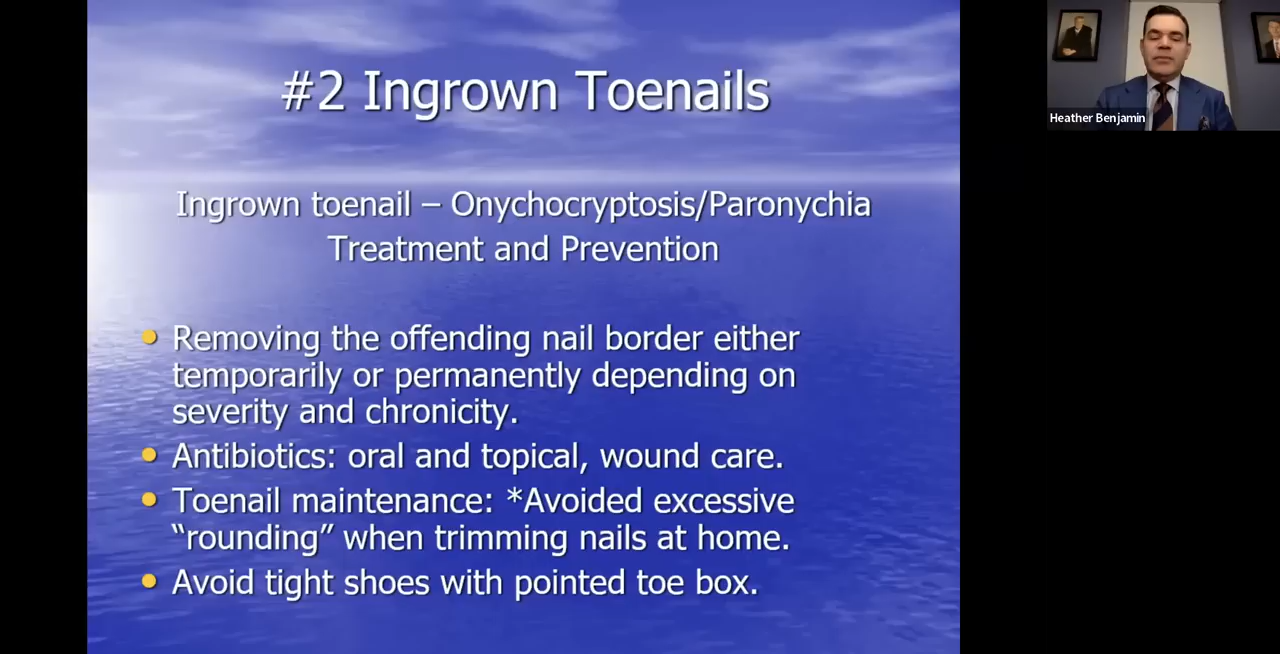 #2 Ingrown Toenails
Ingrown toenail – Onychocryptosis/Paronychia
Treatment and Prevention
Removing the offending nail border either
temporarily or permanently depending on
severity and chronicity.
Antibiotics: oral and topical, wound care.
Toenail maintenance: *Avoided excessive
“rounding” when trimming nails at home.
Avoid tight shoes with pointed toe box.
Heather Benjamin